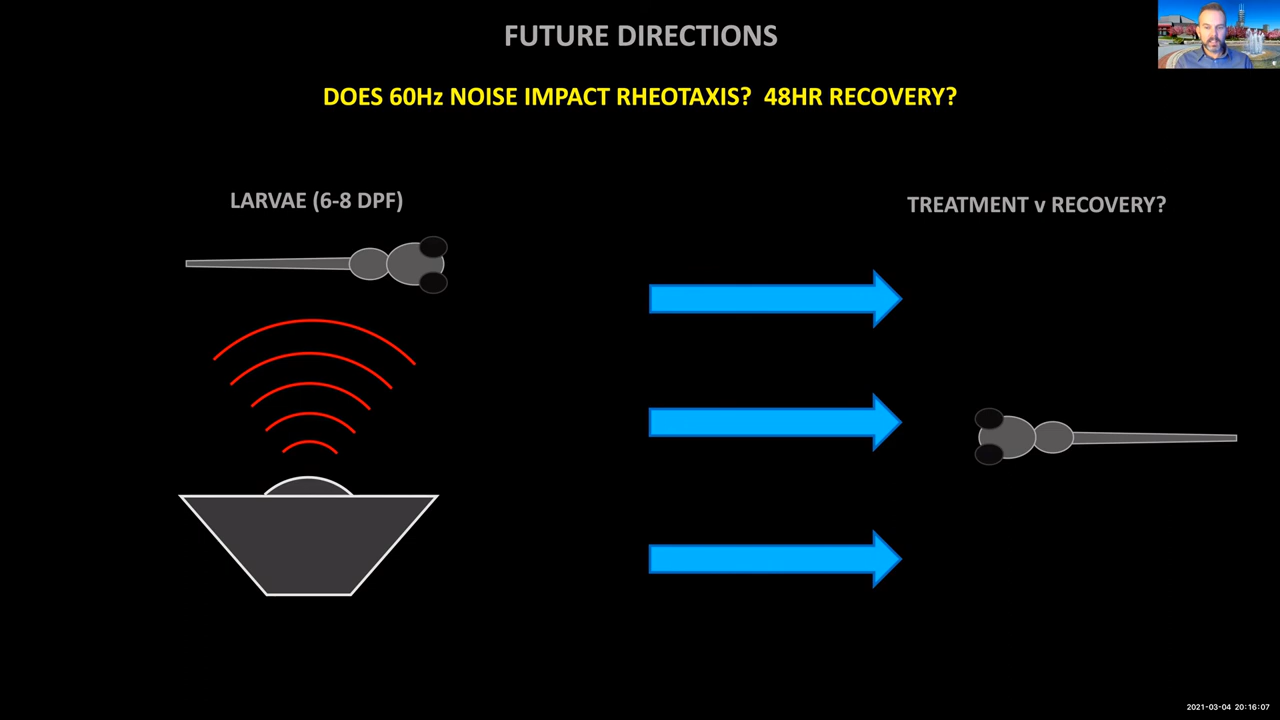 FUTURE DIRECTIONS
DOES 60Hz NOISE IMPACT RHEOTAXIS? 48HR RECOVERY?
LARVAE (6-8 DPF)
TREATMENT v RECOVERY?
2021-03-04 20:16:07